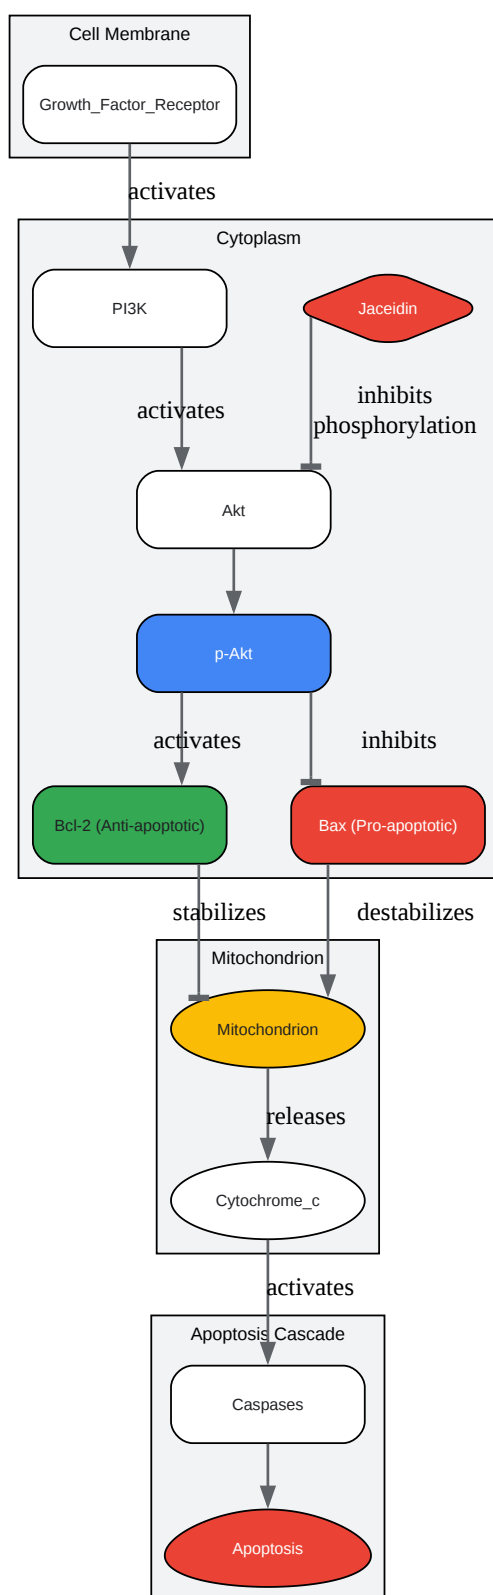 Cell Membrane
Growth_Factor_Receptor
activates
Cytoplasm
PI3K
Jaceidin
activates
inhibits
phosphorylation
Akt
p-Akt
activates
inhibits
Bcl-2 (Anti-apoptotic)
Bax (Pro-apoptotic)
stabilizes
destabilizes
Mitochondrion
Mitochondrion
releases
Cytochrome_c
activates
Apoptosis Cascade
Caspases
Apoptosis